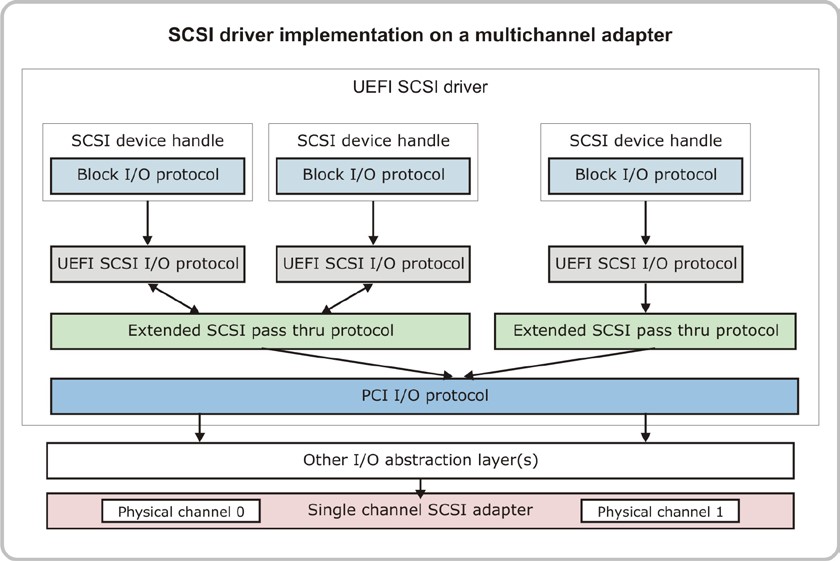 SCSI driver implementation on a multichannel adapter
UEFI SCSI driver
SCSI device handle
Block I/O protocol
SCSI device handle
Block I/O protocol
SCSI device handle
Block I/O protocol
UEFI SCSI I/O protocol
UEFI SCSI I/O protocol
UEFI SCSI I/O protocol
Extended SCSI pass thru protocol
Extended SCSI pass thru protocol
PCI I/O protocol
Other I/O abstraction layer(s)
Physical channel 0
Single channel SCSI adapter
Physical channel 1